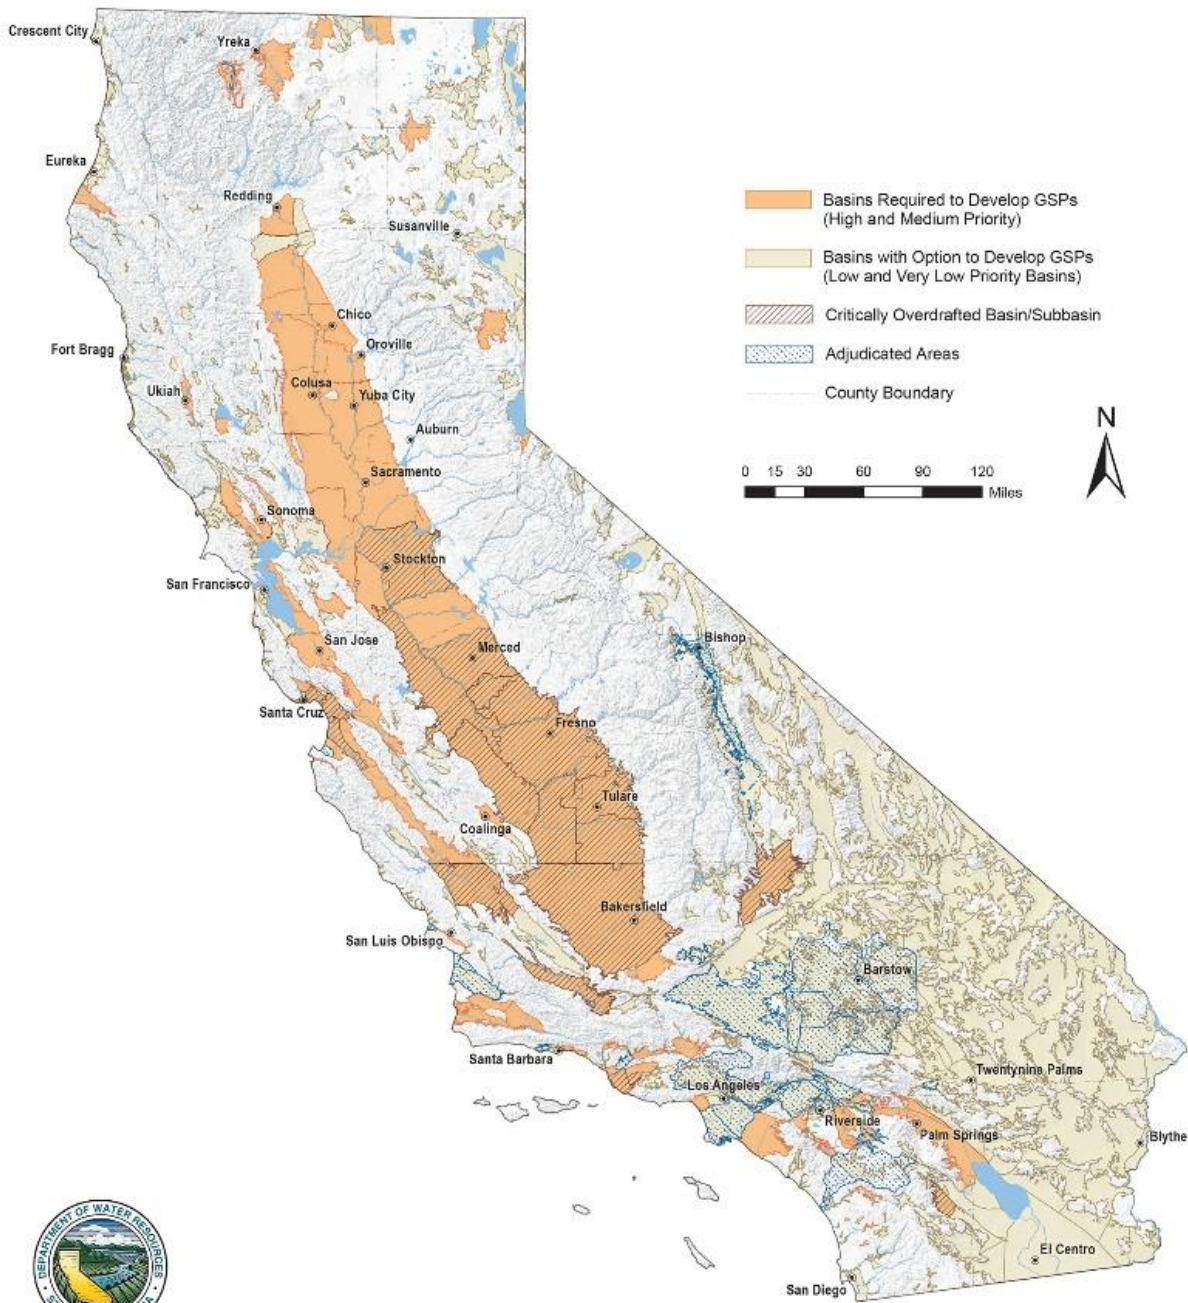 Crescent City
Yreka
Eureka
Redding
Susanville
Basins Required to Develop GSPs
(High and Medium Priority)
Basins with Option to Develop GSPs
(Low and Very Low Priority Basins)
Critically Overdrafted Basin/Subbasin
Adjudicated Areas
County Boundary
N
0 15 30 60 90 120
Miles
Chico
Oroville
Fort Bragg
Ukiah
Colusa
Yuba City
Auburn
Sacramento
Sonoma
Stockton
San Francisco
San Jose
Merced
Bishop
Santa Cruz
Fresno
Tulare
Coalinga
Bakersfield
San Luis Obispo
Barstow
Santa Barbara
Los Angeles
Twentynine Palms
Riverside
Palm Springs
Blythe
El Centro
San Diego
DEPARTMENT OF WATER RESOURCES